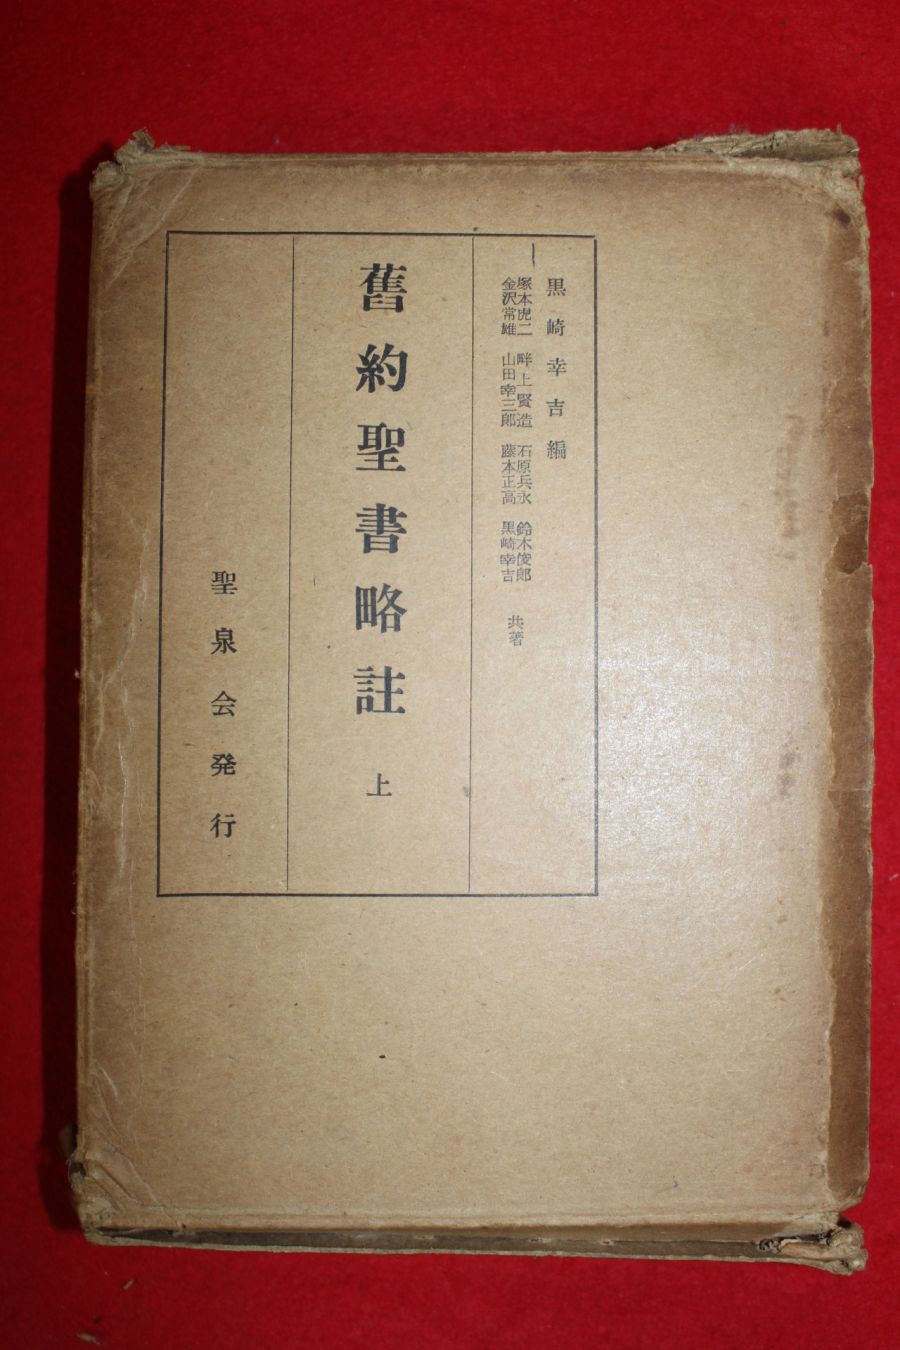 黒崎幸吉編
塚本虎二 畔上賢造 石原兵永 鈴木俊郎
金沢常雄 山田幸三郎 藤本正高 黒崎幸吉
共著
舊約聖書略註 上
聖泉会発行